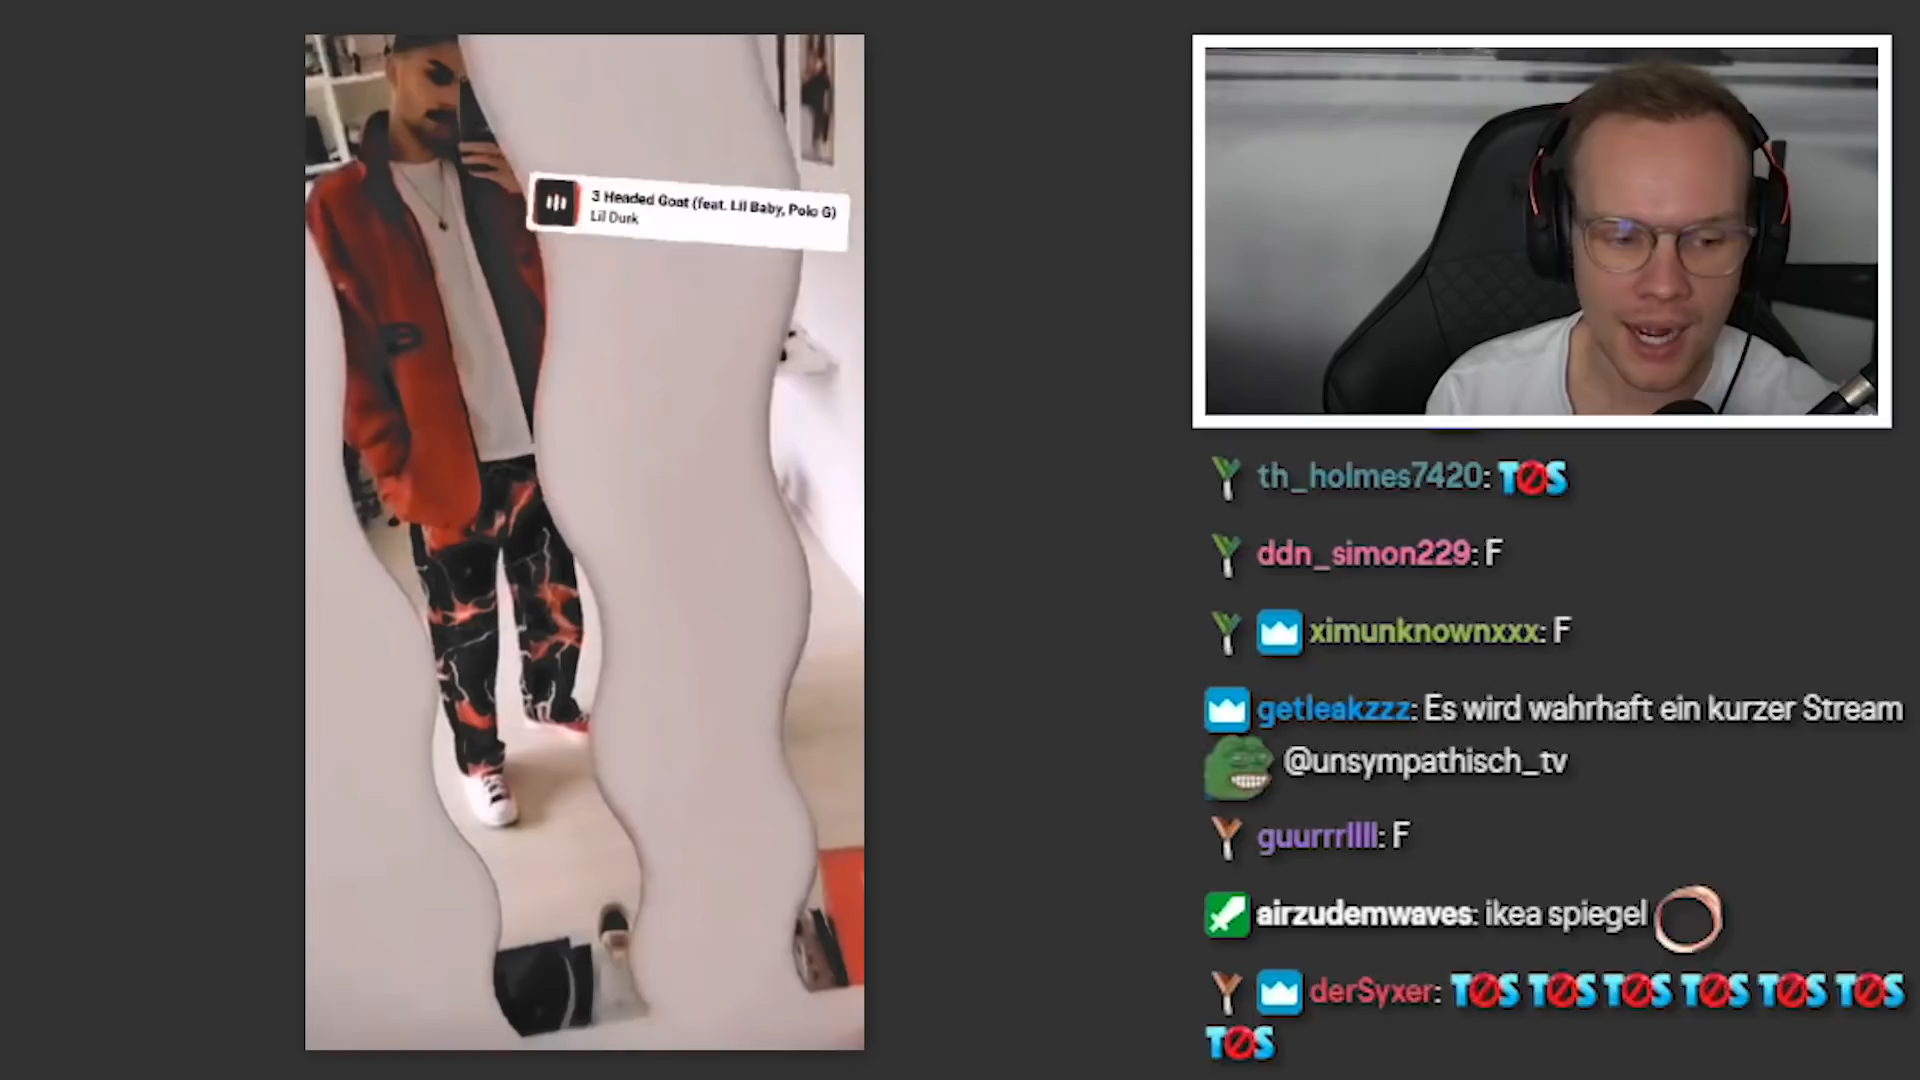 3 Headed Goat (feat. Lil Baby, Polo G)
Lil Durk
th_holmes7420: TOS
ddn_simon229: F
ximunknownxxx: F
getleakzzz: Es wird wahrhaft ein kurzer Stream
@unsympathisch_tv
guurrrllll: F
airzudemwaves: ikea spiegel
derSyxer: TOS TOS TOS TOS TOS TOS
TOS